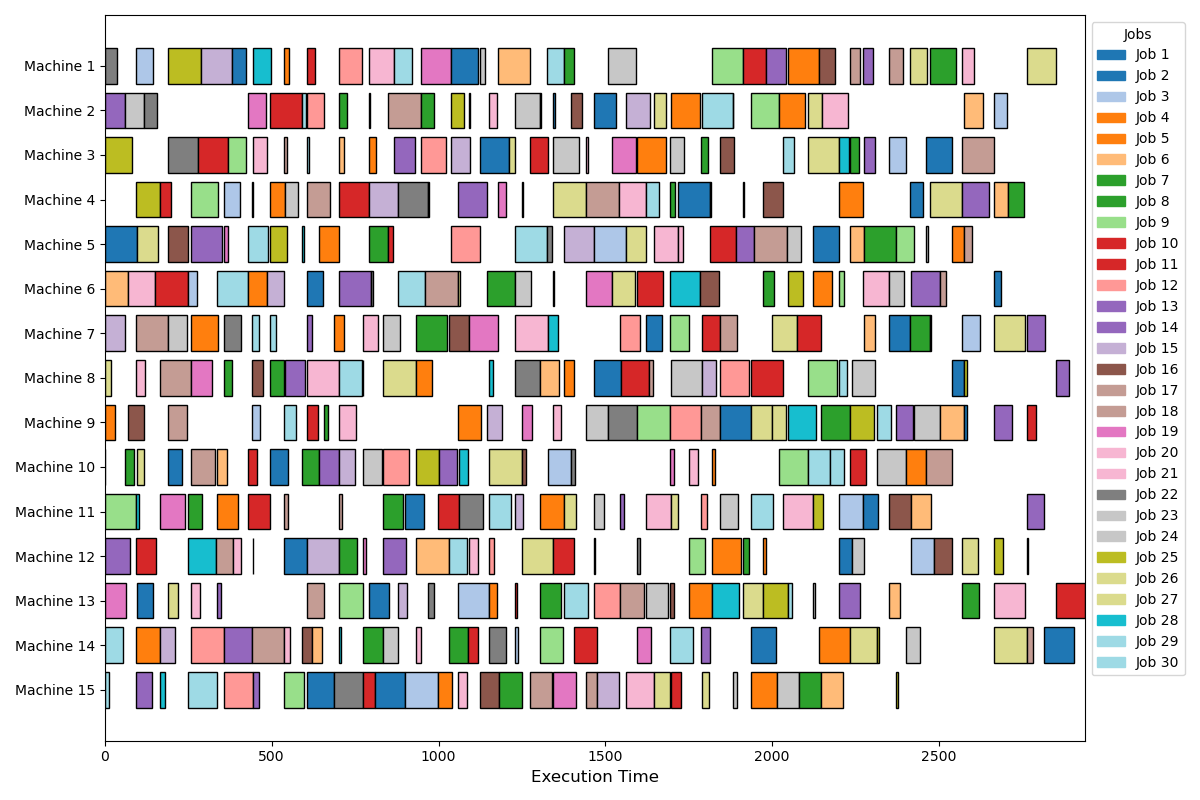 Machine 1
Machine 2
Machine 3
Machine 4
Machine 5
Machine 6
Machine 7
Machine 8
Machine 9
Machine 10
Machine 11
Machine 12
Machine 13
Machine 14
Machine 15
0 500 1000 1500 2000 2500
Execution Time
Jobs
Job 1
Job 2
Job 3
Job 4
Job 5
Job 6
Job 7
Job 8
Job 9
Job 10
Job 11
Job 12
Job 13
Job 14
Job 15
Job 16
Job 17
Job 18
Job 19
Job 20
Job 21
Job 22
Job 23
Job 24
Job 25
Job 26
Job 27
Job 28
Job 29
Job 30